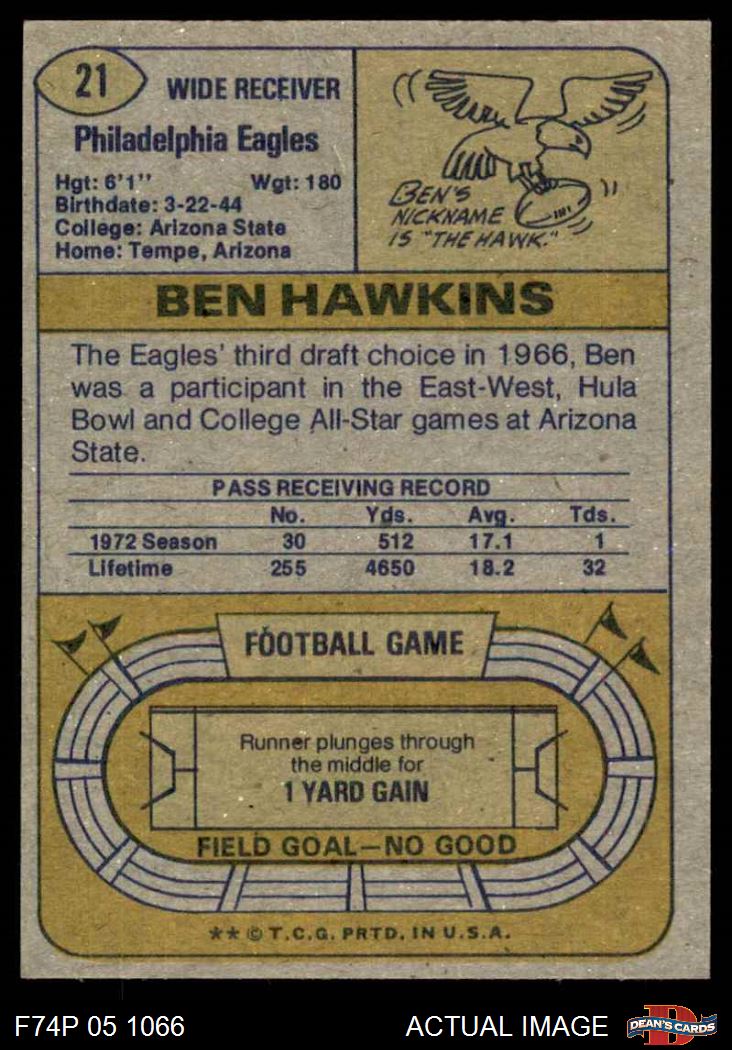 21
WIDE RECEIVER
Philadelphia Eagles
Hgt: 6'1" Wgt: 180
Birthdate: 3-22-44
College: Arizona State
Home: Tempe, Arizona
BEN'S
NICKNAME
IS "THE HAWK."
BEN HAWKINS
The Eagles' third draft choice in 1966, Ben
was a participant in the East-West, Hula
Bowl and College All-Star games at Arizona
State.
PASS RECEIVING RECORD
No. Yds. Avg. Tds.
1972 Season 30 512 17.1 1
Lifetime 255 4650 18.2 32
FOOTBALL GAME
Runner plunges through
the middle for
1 YARD GAIN
FIELD GOAL—NO GOOD
** © T.C.G. PRTD. IN U.S.A.
F74P 05 1066 ACTUAL IMAGE
D
DEAN'S CARDS